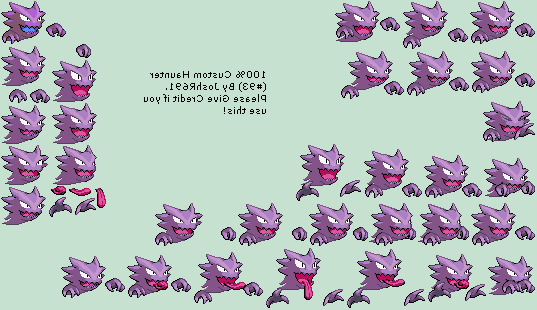 100% Custom Haunter
(#93) By JoshR691.
Please Give Credit if you
use this!